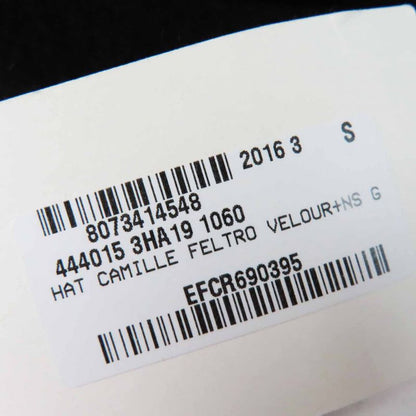 2016 3 S
8073414548
444015 3HA19 1060
HAT CAMILLE FELTRO VELOUR+NS G
EFCR690395